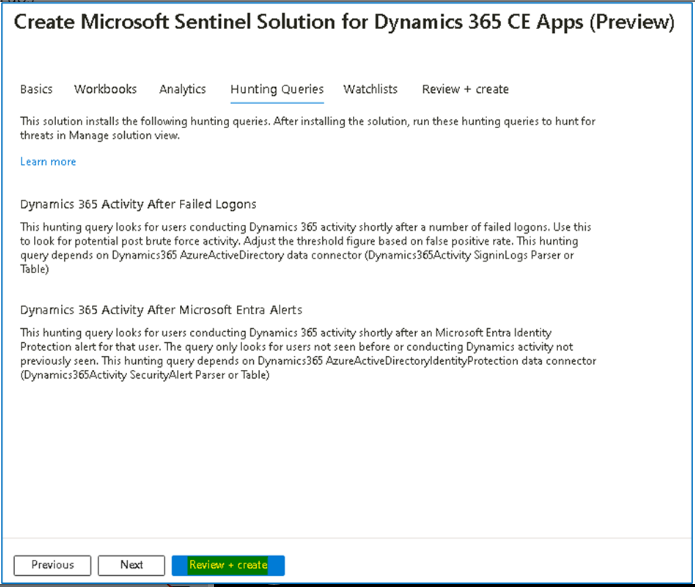 Create Microsoft Sentinel Solution for Dynamics 365 CE Apps (Preview)
Basics Workbooks Analytics Hunting Queries Watchlists Review + create
This solution installs the following hunting queries. After installing the solution, run these hunting queries to hunt for
threats in Manage solution view.
Learn more
Dynamics 365 Activity After Failed Logons
This hunting query looks for users conducting Dynamics 365 activity shortly after a number of failed logons. Use this
to look for potential post brute force activity. Adjust the threshold figure based on false positive rate. This hunting
query depends on Dynamics365 AzureActiveDirectory data connector (Dynamics365Activity SigninLogs Parser or
Table)
Dynamics 365 Activity After Microsoft Entra Alerts
This hunting query looks for users conducting Dynamics 365 activity shortly after an Microsoft Entra Identity
Protection alert for that user. The query only looks for users not seen before or conducting Dynamics activity not
previously seen. This hunting query depends on Dynamics365 AzureActiveDirectoryIdentityProtection data connector
(Dynamics365Activity SecurityAlert Parser or Table)
Previous Next Review + create